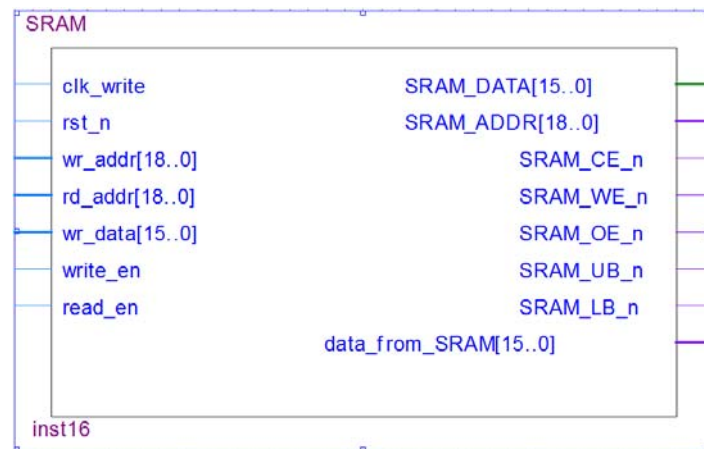 SRAM
clk_write SRAM_DATA[15..0]
rst_n SRAM_ADDR[18..0]
wr_addr[18..0] SRAM_CE_n
rd_addr[18..0] SRAM_WE_n
wr_data[15..0] SRAM_OE_n
write_en SRAM_UB_n
read_en SRAM_LB_n
data_from_SRAM[15..0]
inst16